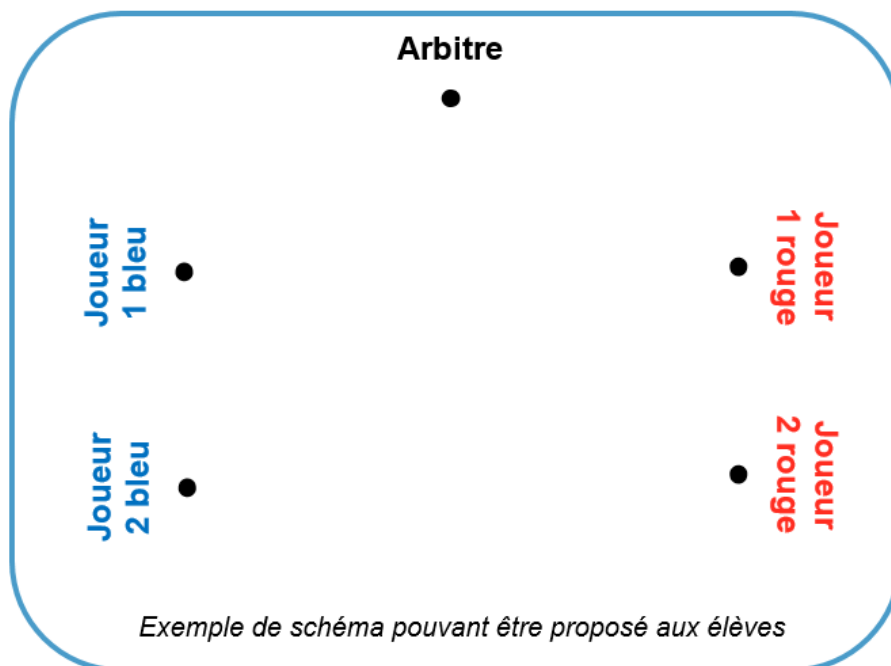 Arbitre
Joueur
1 bleu
Joueur
1 rouge
Joueur
2 bleu
Joueur
2 rouge
Exemple de schéma pouvant être proposé aux élèves